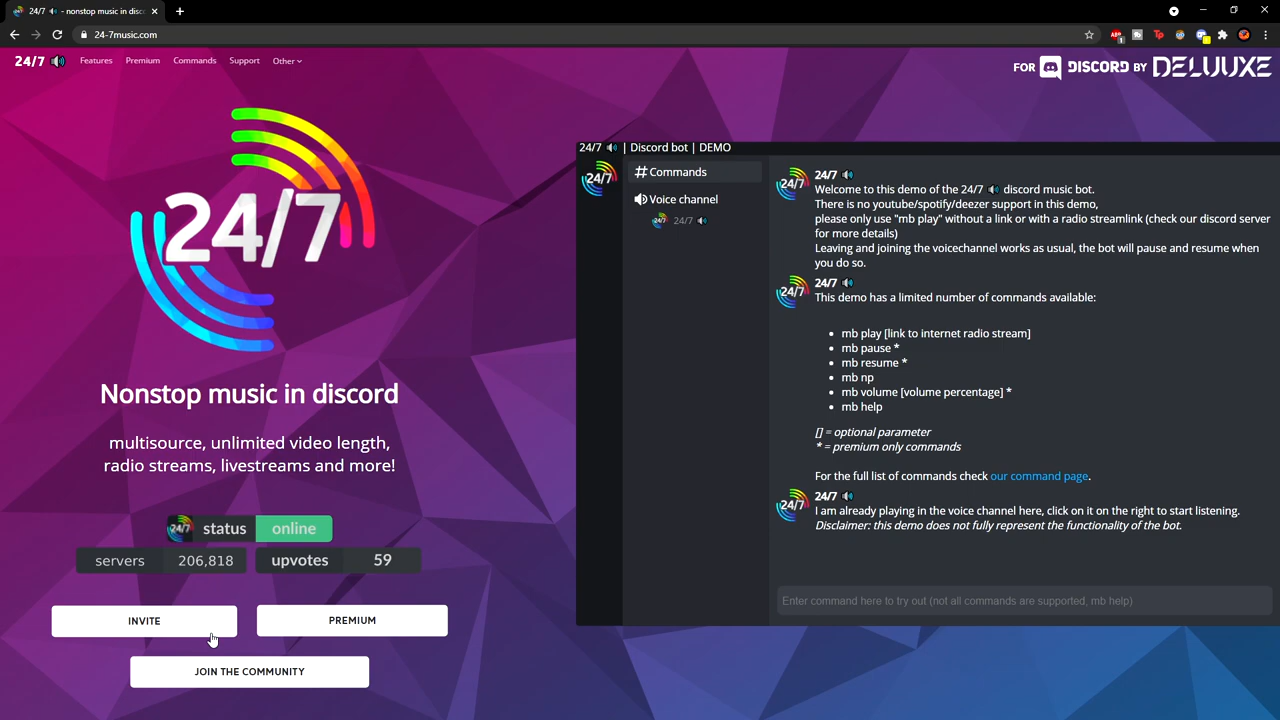 24/7 🔊 - nonstop music in disc
24-7music.com
24/7 🔊
Features
Premium
Commands
Support
Other
FOR DISCORD BY DELUUXE
24/7
Nonstop music in discord
multisource, unlimited video length,
radio streams, livestreams and more!
24/7 status online
servers 206,818
upvotes 59
INVITE
PREMIUM
JOIN THE COMMUNITY
24/7 🔊 | Discord bot | DEMO
24/7
# Commands
Voice channel
24/7 🔊
24/7
24/7 🔊
Welcome to this demo of the 24/7 🔊 discord music bot.
There is no youtube/spotify/deezer support in this demo,
please only use "mb play" without a link or with a radio streamlink (check our discord server
for more details)
Leaving and joining the voicechannel works as usual, the bot will pause and resume when
you do so.
24/7
24/7 🔊
This demo has a limited number of commands available:
• mb play [link to internet radio stream]
• mb pause *
• mb resume *
• mb np
• mb volume [volume percentage] *
• mb help
[] = optional parameter
* = premium only commands
For the full list of commands check our command page.
24/7
24/7 🔊
I am already playing in the voice channel here, click on it on the right to start listening.
Disclaimer: this demo does not fully represent the functionality of the bot.
Enter command here to try out (not all commands are supported, mb help)